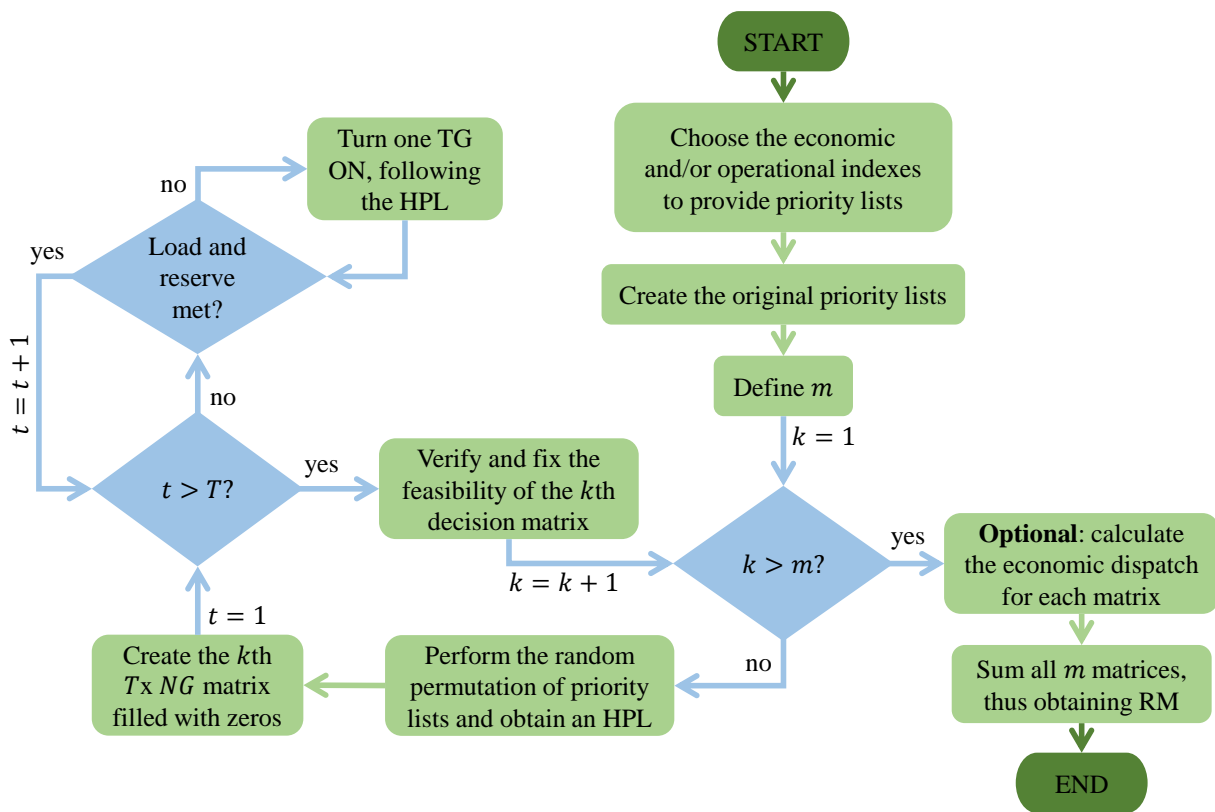 START
Choose the economic
and/or operational indexes
to provide priority lists
Create the original priority lists
Define m
k = 1
k > m?
yes
no
Optional: calculate
the economic dispatch
for each matrix
Sum all m matrices,
thus obtaining RM
END
Perform the random
permutation of priority
lists and obtain an HPL
Create the kth
Tx NG matrix
filled with zeros
t = 1
t > T?
yes
no
Verify and fix the
feasibility of the kth
decision matrix
k = k + 1
Load and
reserve
met?
no
yes
Turn one TG
ON, following
the HPL
t = t + 1